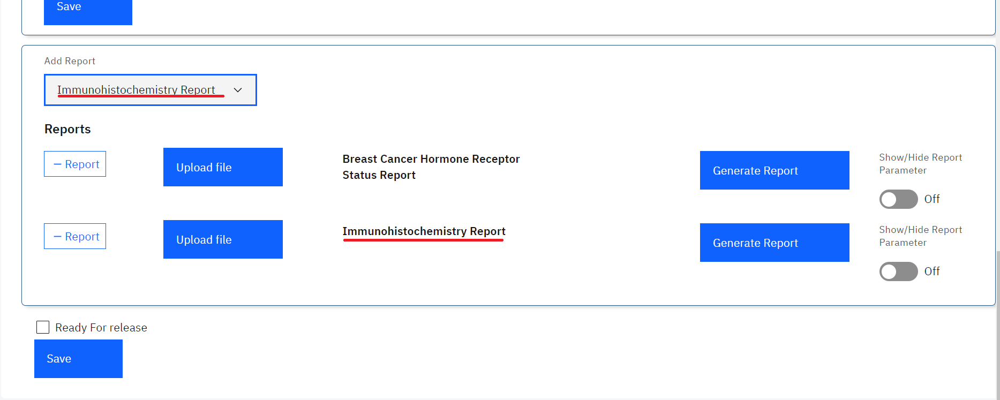 Save
Add Report
Immunohistochemistry Report
Reports
− Report
Upload file
Breast Cancer Hormone Receptor
Status Report
Generate Report
Show/Hide Report
Parameter
Off
− Report
Upload file
Immunohistochemistry Report
Generate Report
Show/Hide Report
Parameter
Off
Ready For release
Save